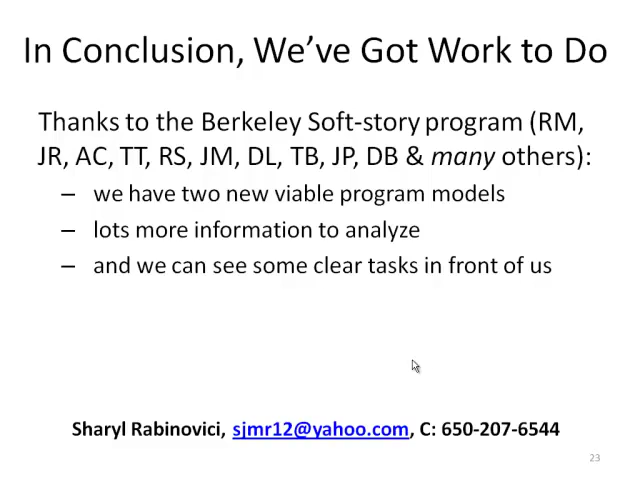 In Conclusion, We've Got Work to Do
Thanks to the Berkeley Soft-story program (RM,
JR, AC, TT, RS, JM, DL, TB, JP, DB & many others):
– we have two new viable program models
– lots more information to analyze
– and we can see some clear tasks in front of us
Sharyl Rabinovici, sjmr12@yahoo.com, C: 650-207-6544
23